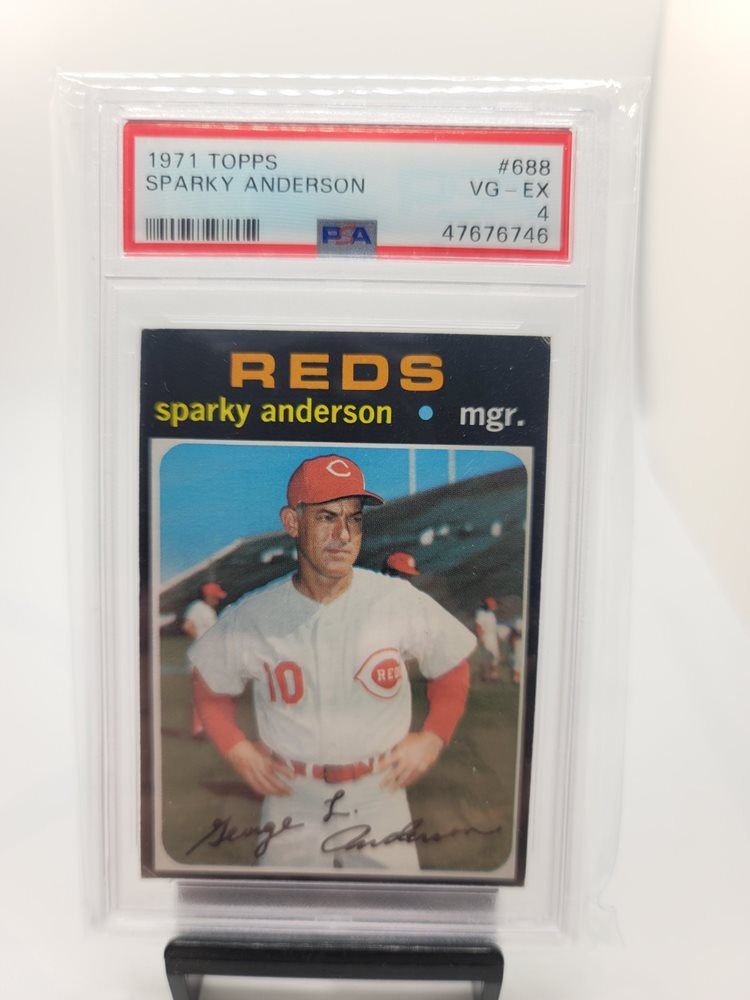 1971 TOPPS #688
SPARKY ANDERSON VG - EX
4
PSA 47676746
REDS
sparky anderson • mgr.
C
10 REDS
George L.
Anderson